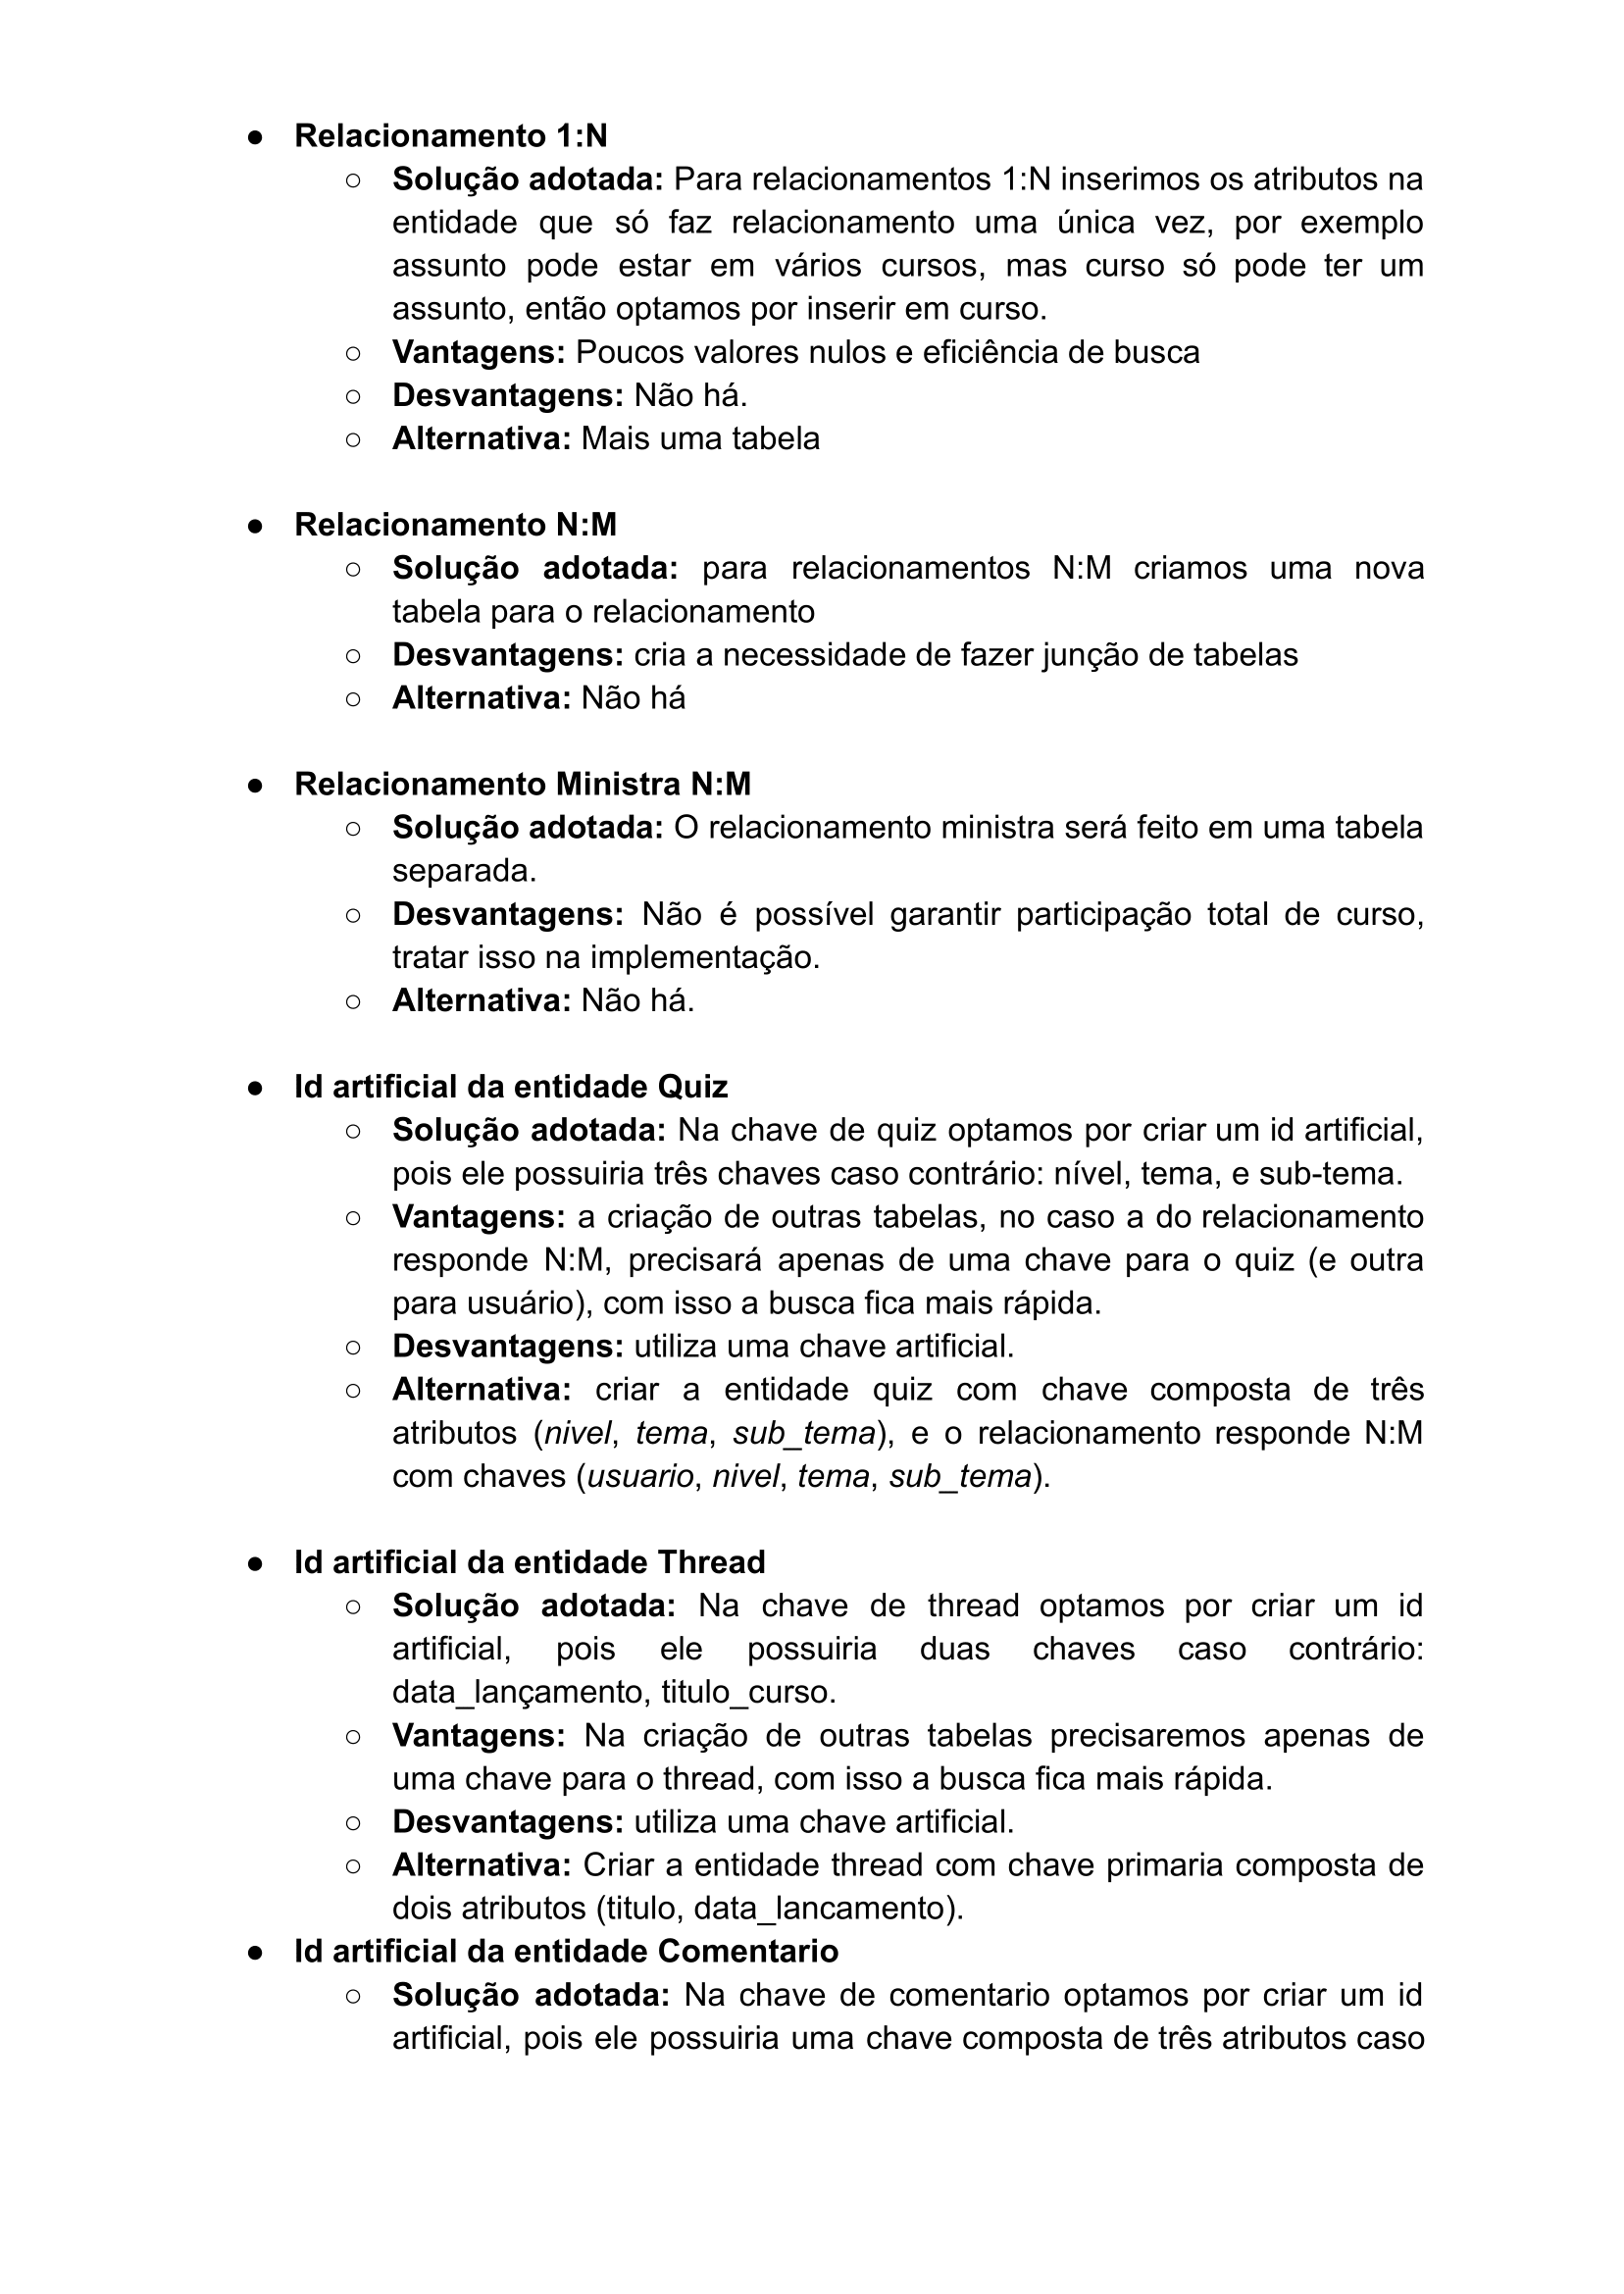 ● Relacionamento 1:N
○ Solução adotada: Para relacionamentos 1:N inserimos os atributos na
entidade que só faz relacionamento uma única vez, por exemplo
assunto pode estar em vários cursos, mas curso só pode ter um
assunto, então optamos por inserir em curso.
○ Vantagens: Poucos valores nulos e eficiência de busca
○ Desvantagens: Não há.
○ Alternativa: Mais uma tabela
● Relacionamento N:M
○ Solução adotada: para relacionamentos N:M criamos uma nova
tabela para o relacionamento
○ Desvantagens: cria a necessidade de fazer junção de tabelas
○ Alternativa: Não há
● Relacionamento Ministra N:M
○ Solução adotada: O relacionamento ministra será feito em uma tabela
separada.
○ Desvantagens: Não é possível garantir participação total de curso,
tratar isso na implementação.
○ Alternativa: Não há.
● Id artificial da entidade Quiz
○ Solução adotada: Na chave de quiz optamos por criar um id artificial,
pois ele possuiria três chaves caso contrário: nível, tema, e sub-tema.
○ Vantagens: a criação de outras tabelas, no caso a do relacionamento
responde N:M, precisará apenas de uma chave para o quiz (e outra
para usuário), com isso a busca fica mais rápida.
○ Desvantagens: utiliza uma chave artificial.
○ Alternativa: criar a entidade quiz com chave composta de três
atributos (nivel, tema, sub_tema), e o relacionamento responde N:M
com chaves (usuario, nivel, tema, sub_tema).
● Id artificial da entidade Thread
○ Solução adotada: Na chave de thread optamos por criar um id
artificial, pois ele possuiria duas chaves caso contrário:
data_lançamento, titulo_curso.
○ Vantagens: Na criação de outras tabelas precisaremos apenas de
uma chave para o thread, com isso a busca fica mais rápida.
○ Desvantagens: utiliza uma chave artificial.
○ Alternativa: Criar a entidade thread com chave primaria composta de
dois atributos (titulo, data_lancamento).
● Id artificial da entidade Comentario
○ Solução adotada: Na chave de comentario optamos por criar um id
artificial, pois ele possuiria uma chave composta de três atributos caso